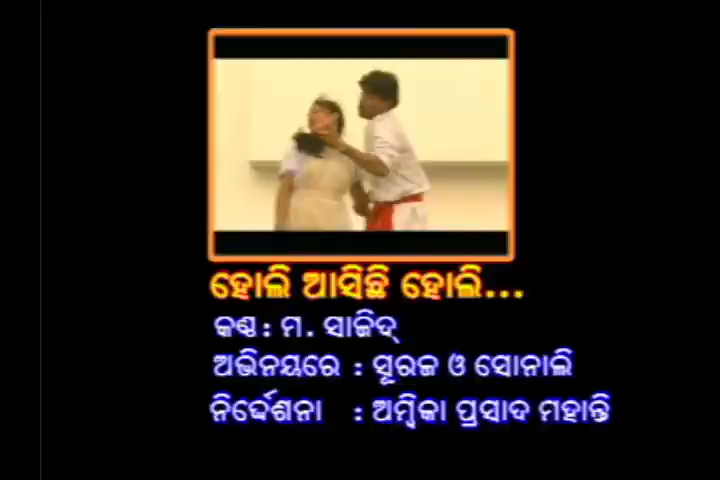 ହୋଲି ଆସିଛି ହୋଲି...
କଣ୍ଠ : ମ. ସାଜିଦ୍
ଅଭିନୟରେ : ସୂରଜ ଓ ସୋନାଲି
ନିର୍ଦ୍ଦେଶନା : ଅମ୍ବିକା ପ୍ରସାଦ ମହାନ୍ତି